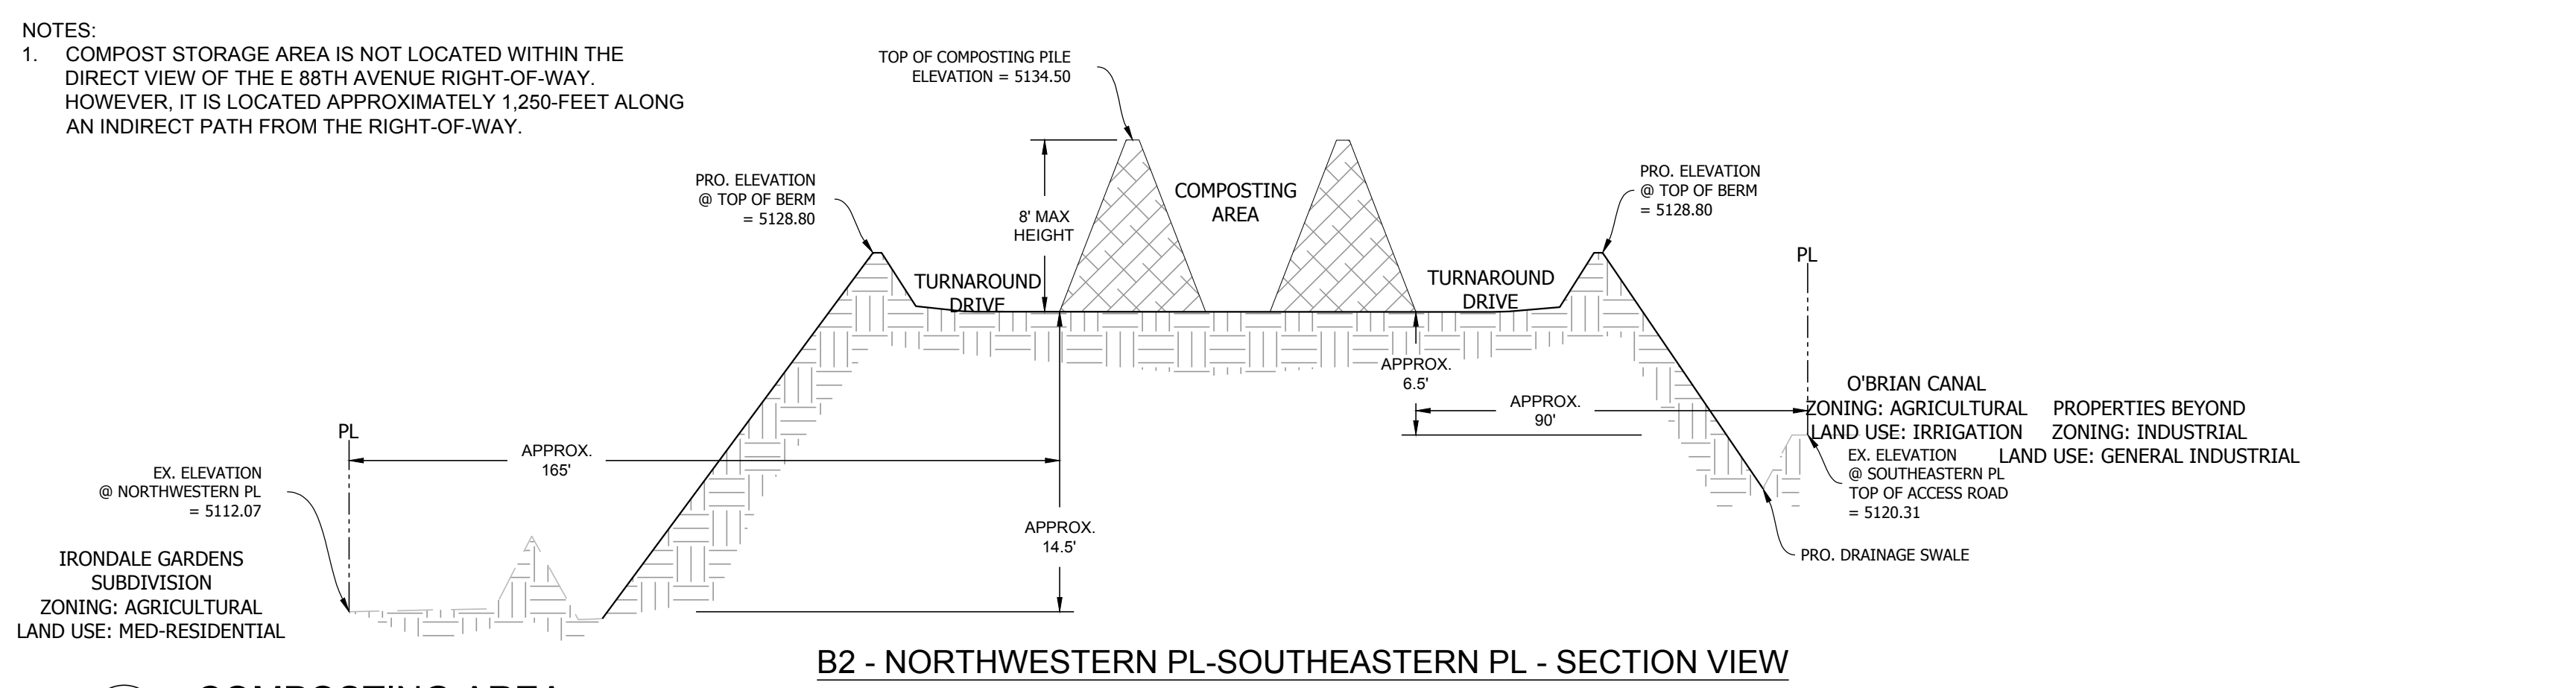 NOTES:
1. COMPOST STORAGE AREA IS NOT LOCATED WITHIN THE
DIRECT VIEW OF THE E 88TH AVENUE RIGHT-OF-WAY.
HOWEVER, IT IS LOCATED APPROXIMATELY 1,250-FEET ALONG
AN INDIRECT PATH FROM THE RIGHT-OF-WAY.
TOP OF COMPOSTING PILE
ELEVATION = 5134.50
PRO. ELEVATION
@ TOP OF BERM
= 5128.80
8' MAX
HEIGHT
COMPOSTING
AREA
PRO. ELEVATION
@ TOP OF BERM
= 5128.80
TURNAROUND
DRIVE
TURNAROUND
DRIVE
PL
APPROX.
6.5'
APPROX.
90'
O'BRIAN CANAL
ZONING: AGRICULTURAL
LAND USE: IRRIGATION
PROPERTIES BEYOND
ZONING: INDUSTRIAL
LAND USE: GENERAL INDUSTRIAL
EX. ELEVATION
@ SOUTHEASTERN PL
TOP OF ACCESS ROAD
= 5120.31
PRO. DRAINAGE SWALE
PL
APPROX.
165'
EX. ELEVATION
@ NORTHWESTERN PL
= 5112.07
APPROX.
14.5'
IRONDALE GARDENS
SUBDIVISION
ZONING: AGRICULTURAL
LAND USE: MED-RESIDENTIAL
B2 - NORTHWESTERN PL-SOUTHEASTERN PL - SECTION VIEW
COMPOSTING AREA